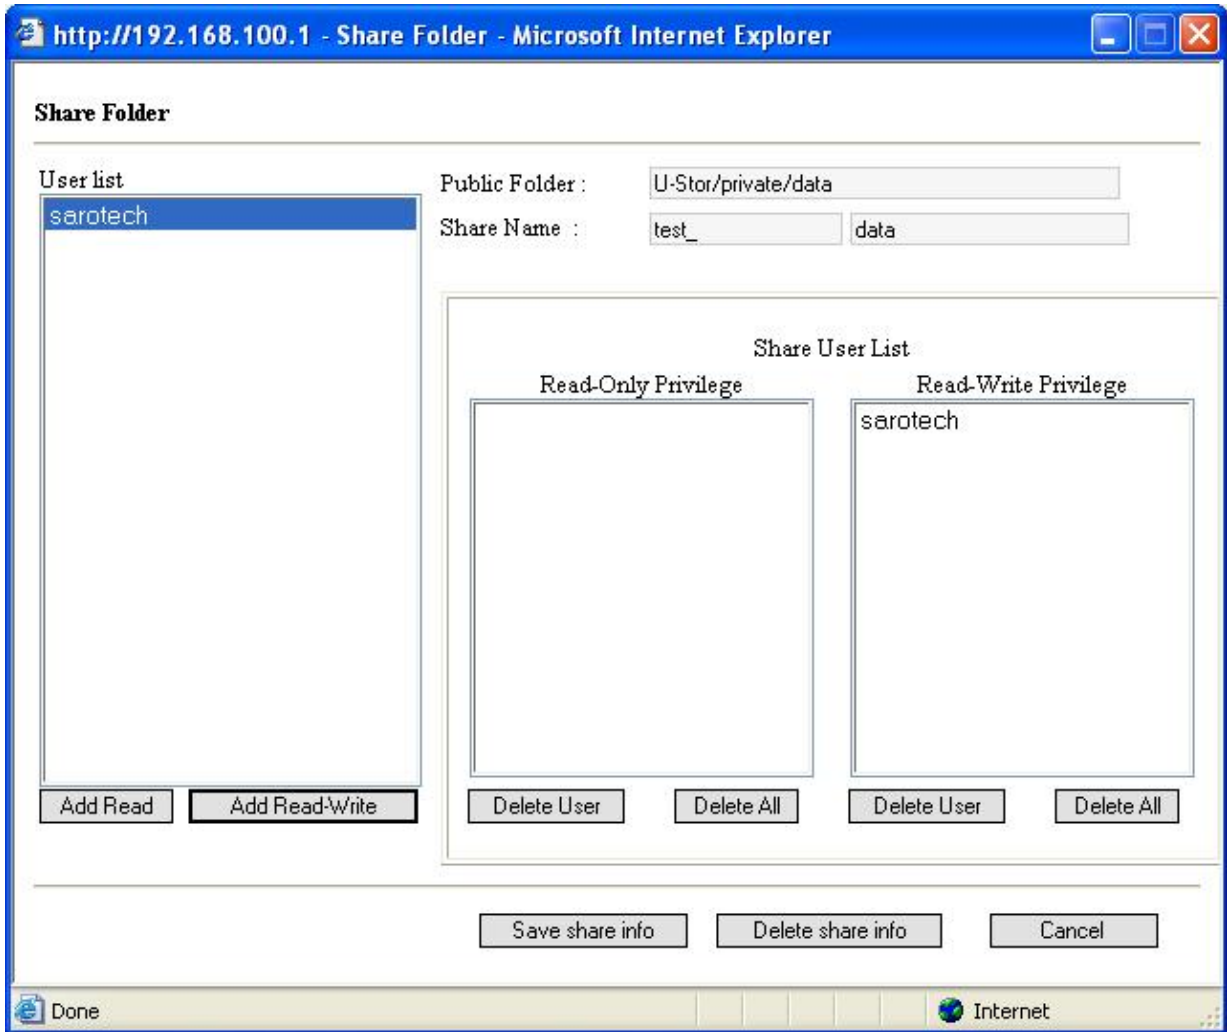 http://192.168.100.1 - Share Folder - Microsoft Internet Explorer
Share Folder
User list
sarotech
Add Read
Add Read-Write
Public Folder :
U-Stor/private/data
Share Name :
test_
data
Share User List
Read-Only Privilege
Read-Write Privilege
sarotech
Delete User
Delete All
Delete User
Delete All
Save share info
Delete share info
Cancel
Done
Internet